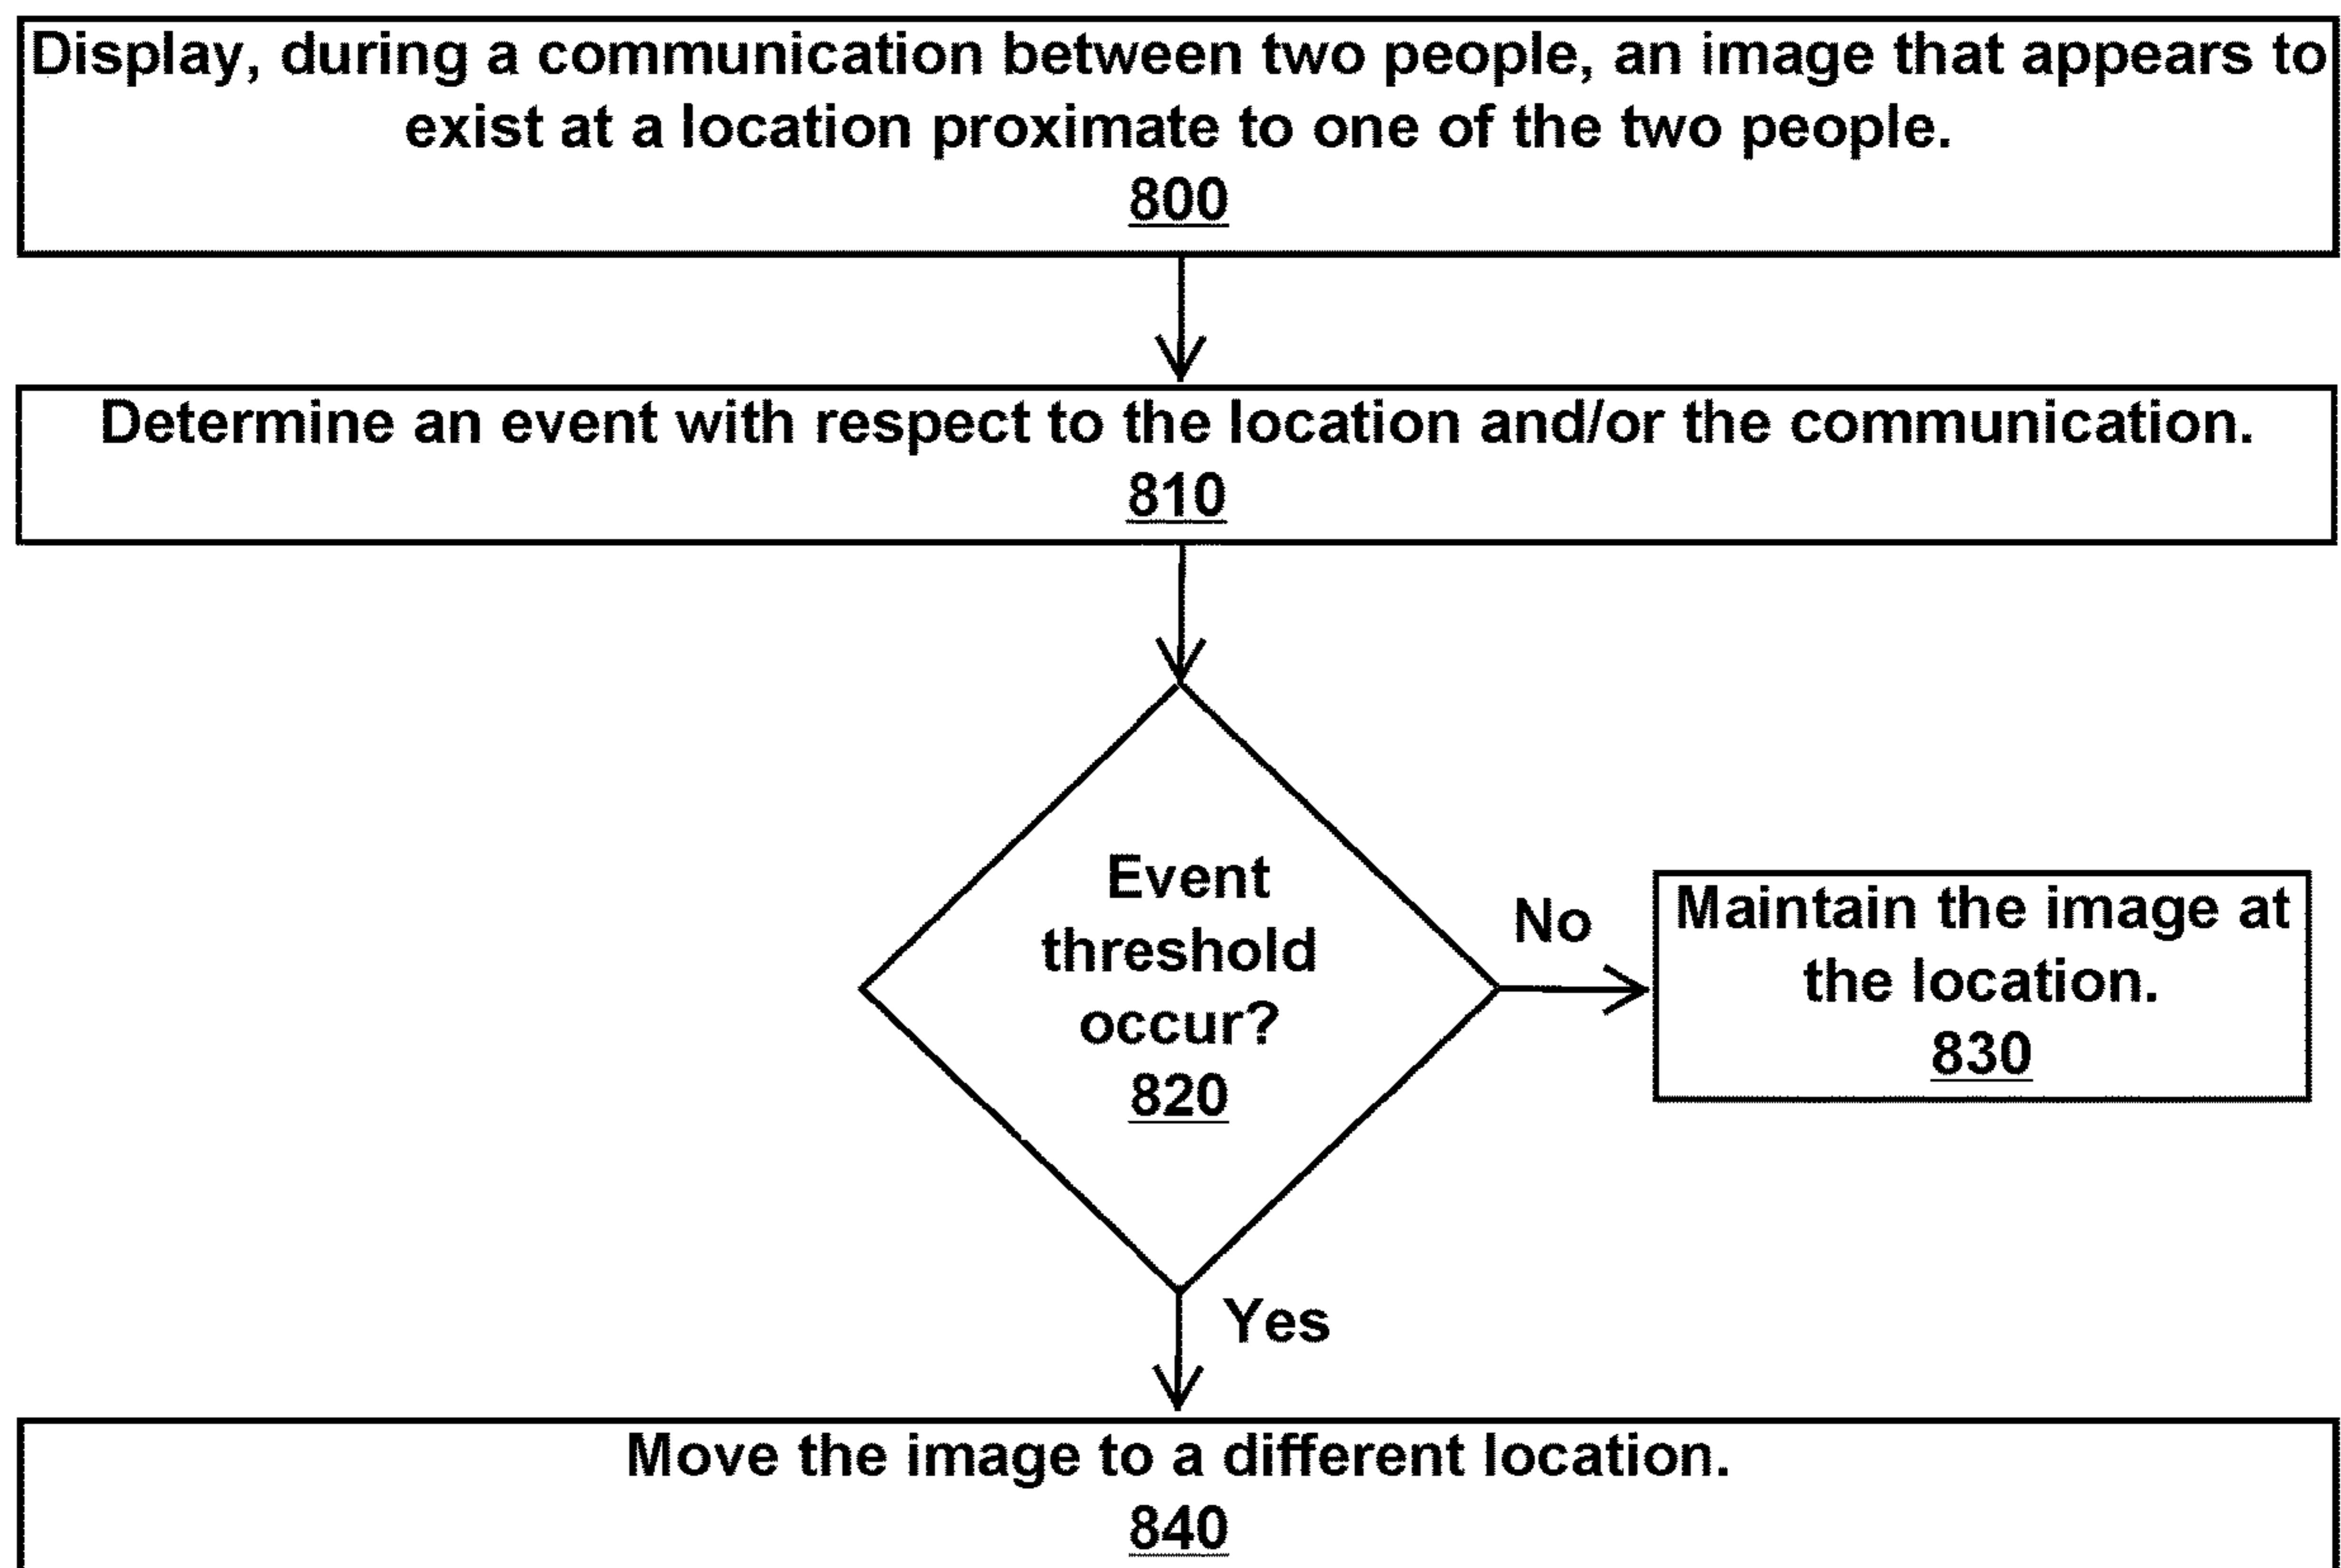 Display, during a communication between two people, an image that appears to
exist at a location proximate to one of the two people.
800
Determine an event with respect to the location and/or the communication.
810
Event
threshold
occur?
820
No
Maintain the image at
the location.
830
Yes
Move the image to a different location.
840